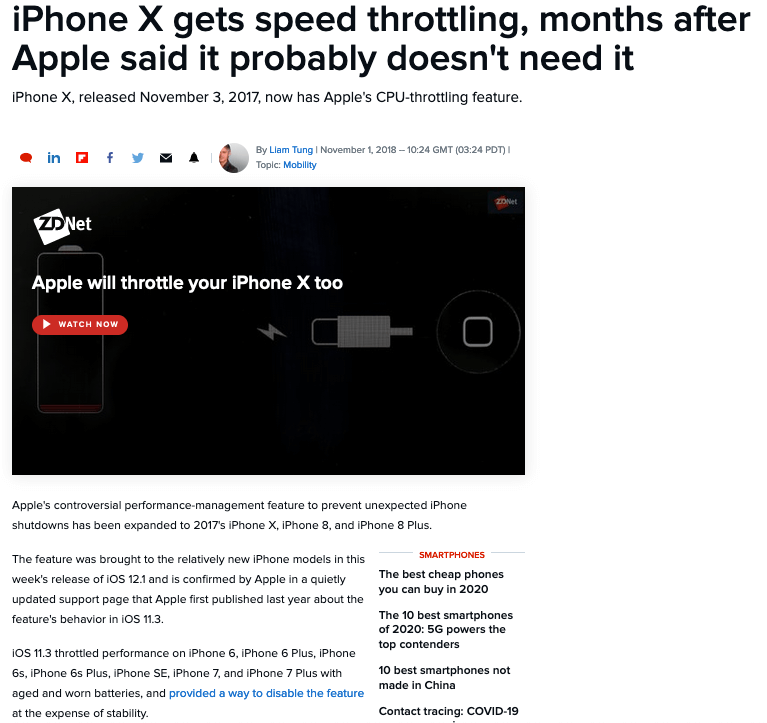 iPhone X gets speed throttling, months after
Apple said it probably doesn't need it
iPhone X, released November 3, 2017, now has Apple's CPU-throttling feature.
By Liam Tung | November 1, 2018 -- 10:24 GMT (03:24 PDT) |
Topic: Mobility
ZDNet
ZDNet
Apple will throttle your iPhone X too
WATCH NOW
Apple's controversial performance-management feature to prevent unexpected iPhone
shutdowns has been expanded to 2017's iPhone X, iPhone 8, and iPhone 8 Plus.
The feature was brought to the relatively new iPhone models in this
week's release of iOS 12.1 and is confirmed by Apple in a quietly
updated support page that Apple first published last year about the
feature's behavior in iOS 11.3.
iOS 11.3 throttled performance on iPhone 6, iPhone 6 Plus, iPhone
6s, iPhone 6s Plus, iPhone SE, iPhone 7, and iPhone 7 Plus with
aged and worn batteries, and provided a way to disable the feature
at the expense of stability.
SMARTPHONES
The best cheap phones
you can buy in 2020
The 10 best smartphones
of 2020: 5G powers the
top contenders
10 best smartphones not
made in China
Contact tracing: COVID-19